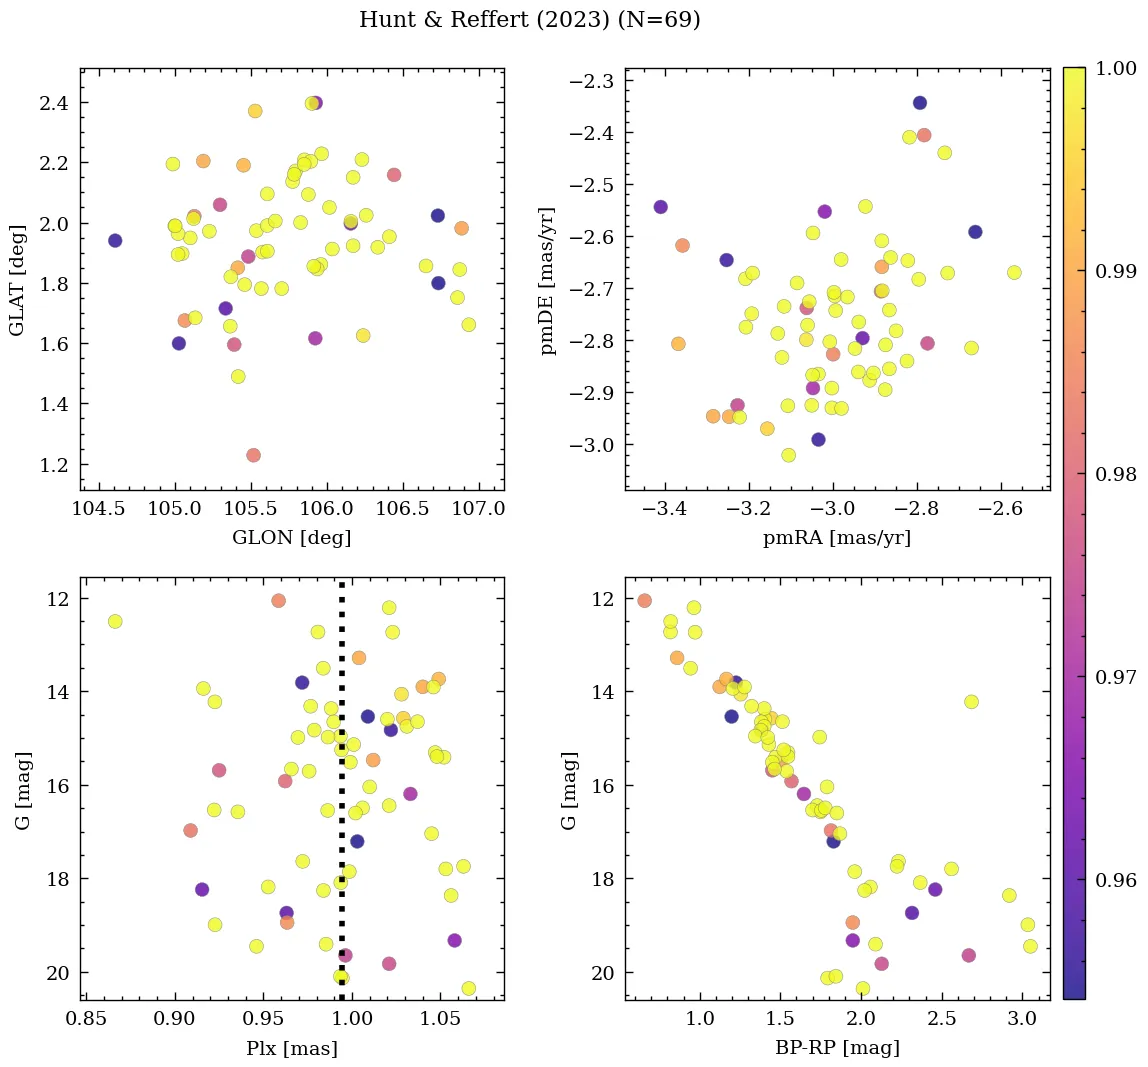 Hunt & Reffert (2023) (N=69)
2.4
2.2
2.0
1.8
1.6
1.4
1.2
GLAT [deg]
104.5 105.0 105.5 106.0 106.5 107.0
GLON [deg]
−2.3
−2.4
−2.5
−2.6
−2.7
−2.8
−2.9
−3.0
pmDE [mas/yr]
−3.4 −3.2 −3.0 −2.8 −2.6
pmRA [mas/yr]
12
14
16
18
20
G [mag]
0.85 0.90 0.95 1.00 1.05
Plx [mas]
12
14
16
18
20
G [mag]
1.0 1.5 2.0 2.5 3.0
BP-RP [mag]
1.00
0.99
0.98
0.97
0.96